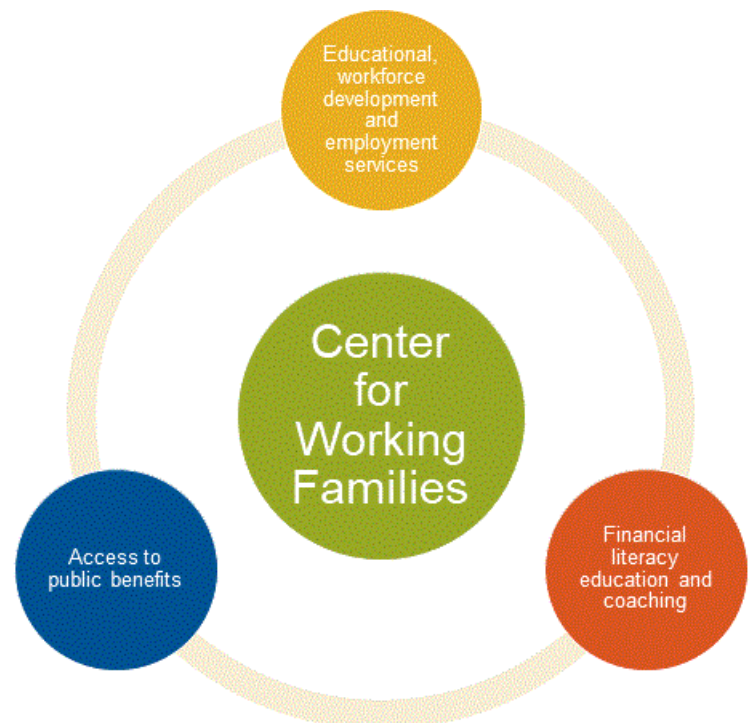 Educational,
workforce
development
and
employment
services
Center
for
Working
Families
Access to
public benefits
Financial
literacy
education and
coaching